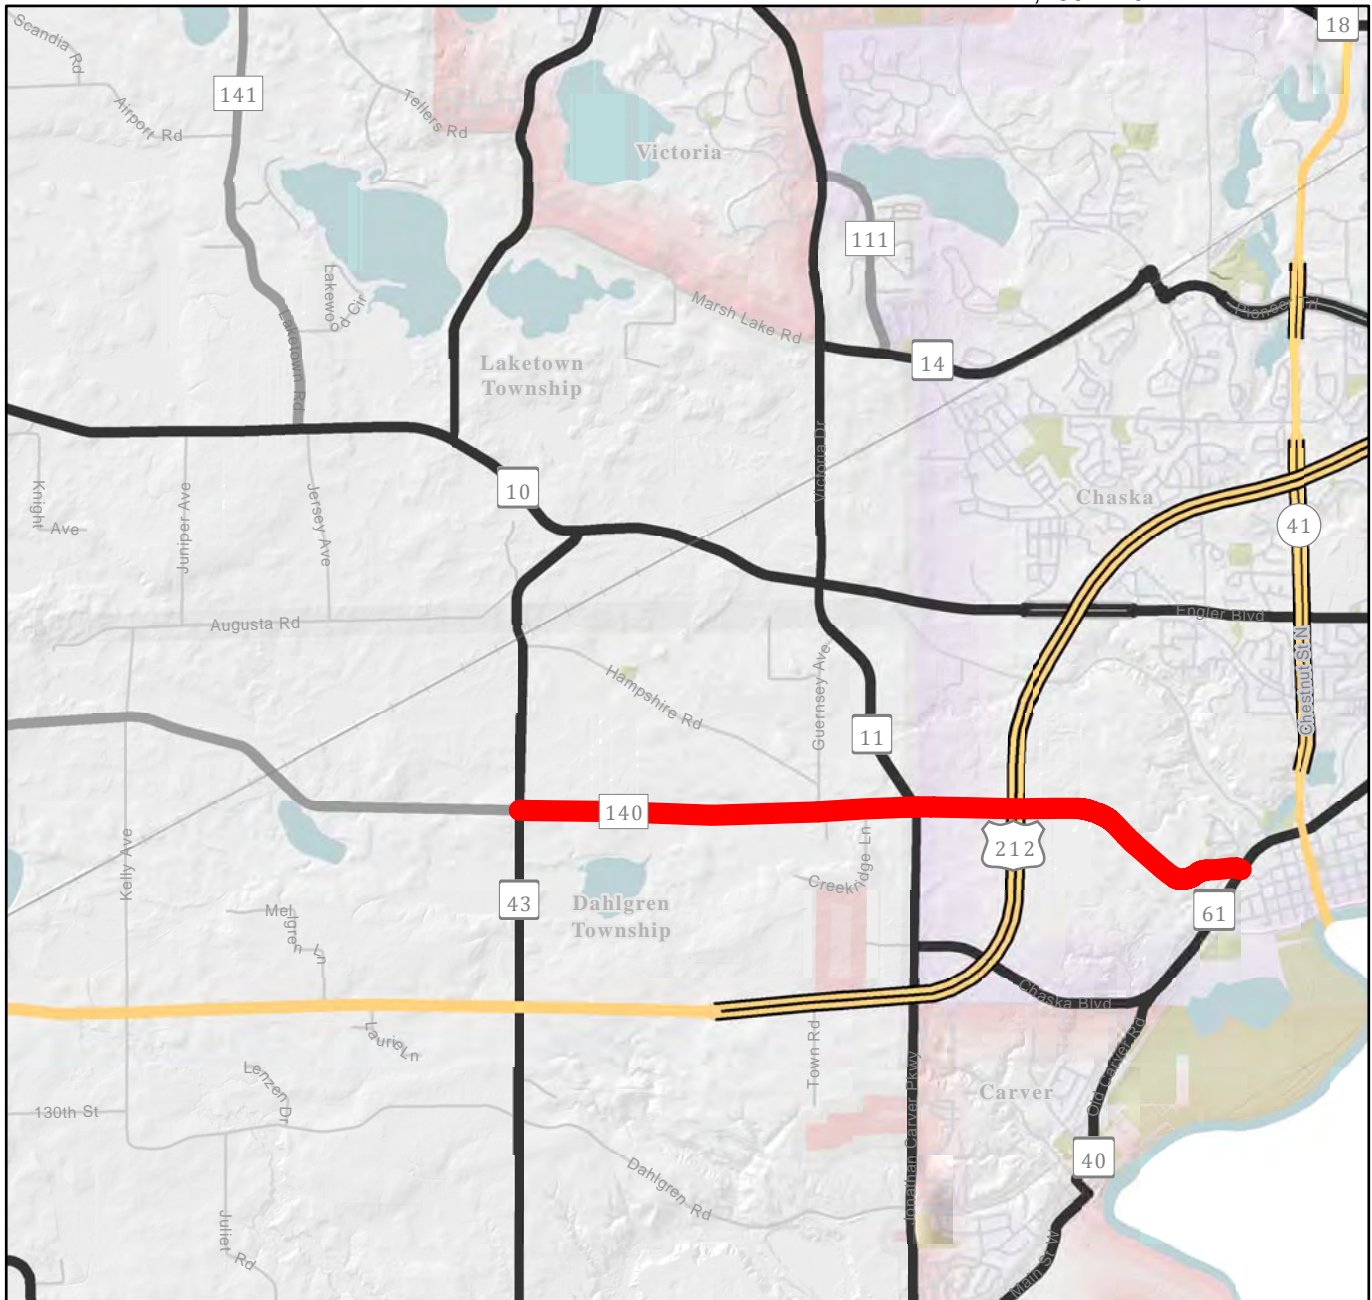 18
Scandia Rd
141
Airport Rd
Tellers Rd
Victoria
111
Lakewood Cir
Marsh Lake Rd
Laketown Rd
14
Laketown
Township
Victoria Dr
10
Knight Ave
Juniper Ave
Jersey Ave
Chaska
41
Augusta Rd
Engler Blvd
Hampshire Rd
Guernsey Ave
Chestnut St N
11
140
212
Kelly Ave
Creekridge Ln
43
Dahlgren
Township
61
Melgren Ln
Chaska Blvd
Laurie Ln
Town Rd
Old Carver Rd
Carver
Lenzen Dr
130th St
Jonathan Carver Pkwy
40
Dahlgren Rd
Juliet Rd
Main St W